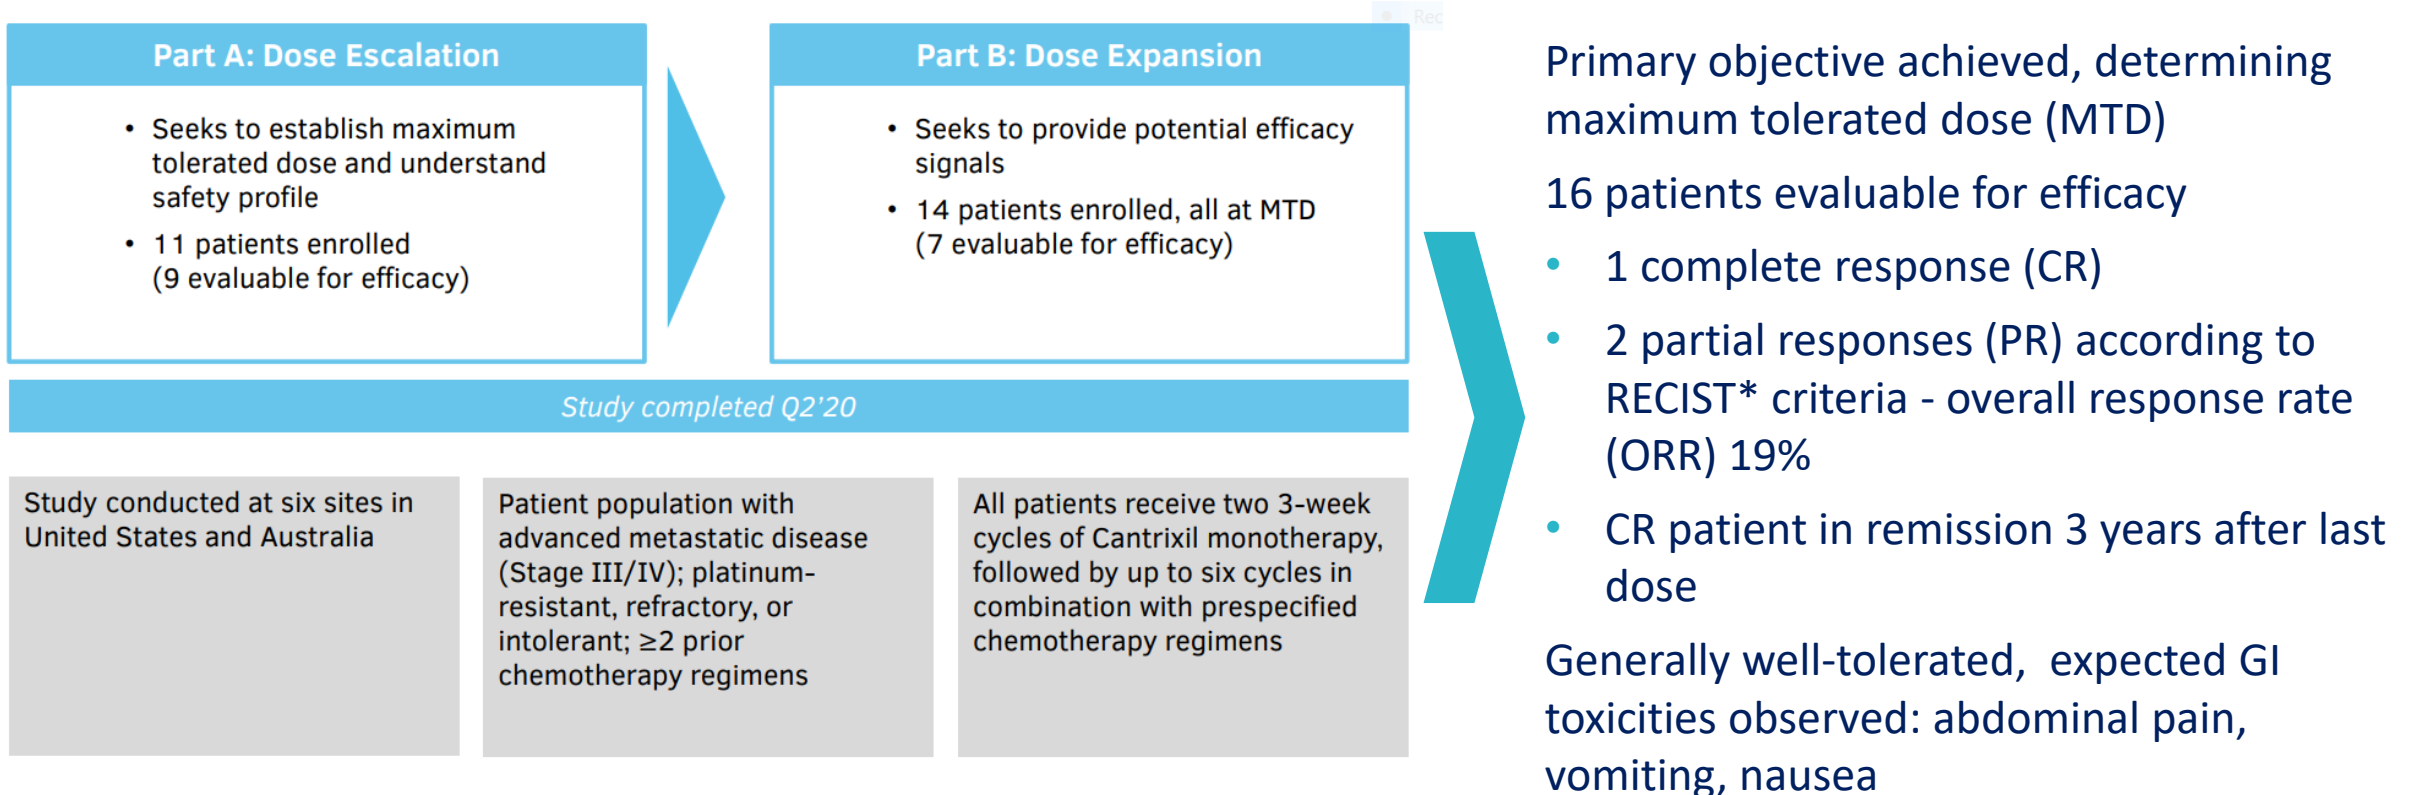 Rec
Part A: Dose Escalation
• Seeks to establish maximum
tolerated dose and understand
safety profile
• 11 patients enrolled
(9 evaluable for efficacy)
Part B: Dose Expansion
• Seeks to provide potential efficacy
signals
• 14 patients enrolled, all at MTD
(7 evaluable for efficacy)
Study completed Q2'20
Study conducted at six sites in
United States and Australia
Patient population with
advanced metastatic disease
(Stage III/IV); platinum-
resistant, refractory, or
intolerant; ≥2 prior
chemotherapy regimens
All patients receive two 3-week
cycles of Cantrixil monotherapy,
followed by up to six cycles in
combination with prespecified
chemotherapy regimens
Primary objective achieved, determining
maximum tolerated dose (MTD)
16 patients evaluable for efficacy
• 1 complete response (CR)
• 2 partial responses (PR) according to
RECIST* criteria - overall response rate
(ORR) 19%
• CR patient in remission 3 years after last
dose
Generally well-tolerated,  expected GI
toxicities observed: abdominal pain,
vomiting, nausea